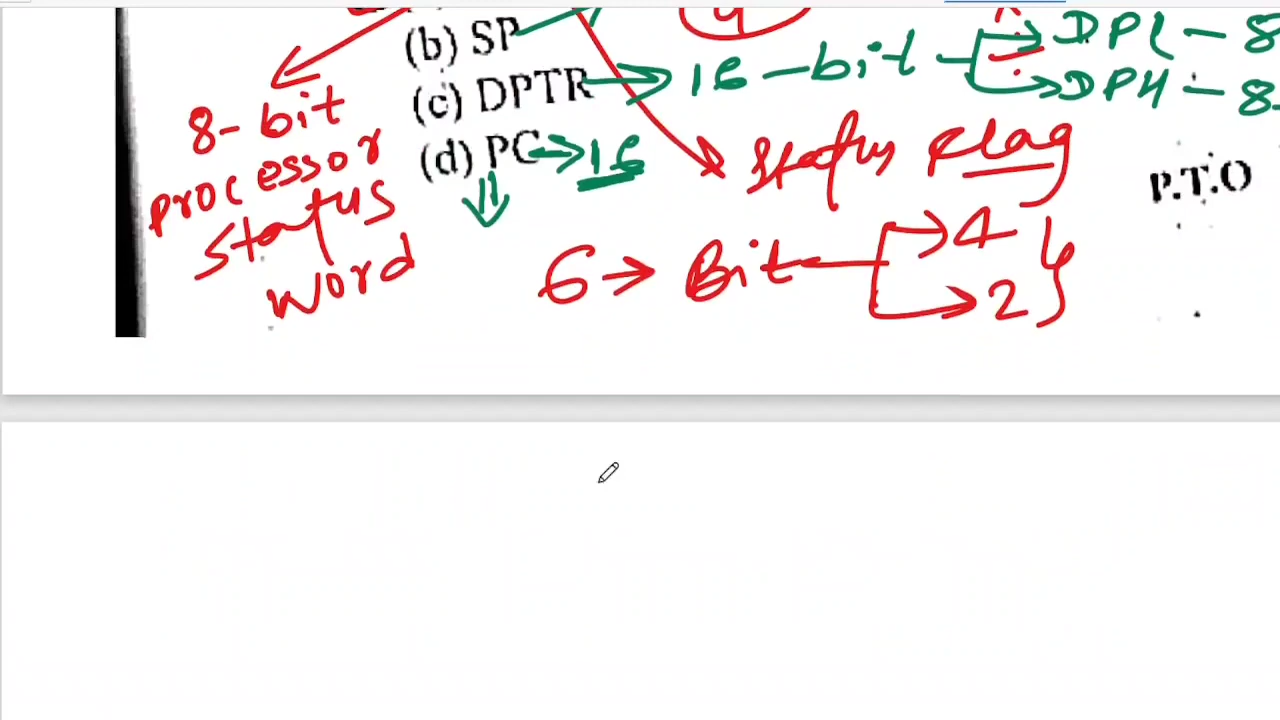 (b) SP
DPL - 8
(c) DPTR → 16 - bit
DPH - 8
8 - bit
processor
status
word
(d) PC → 16
status flag
P.T.O
6 → Bit
4
2